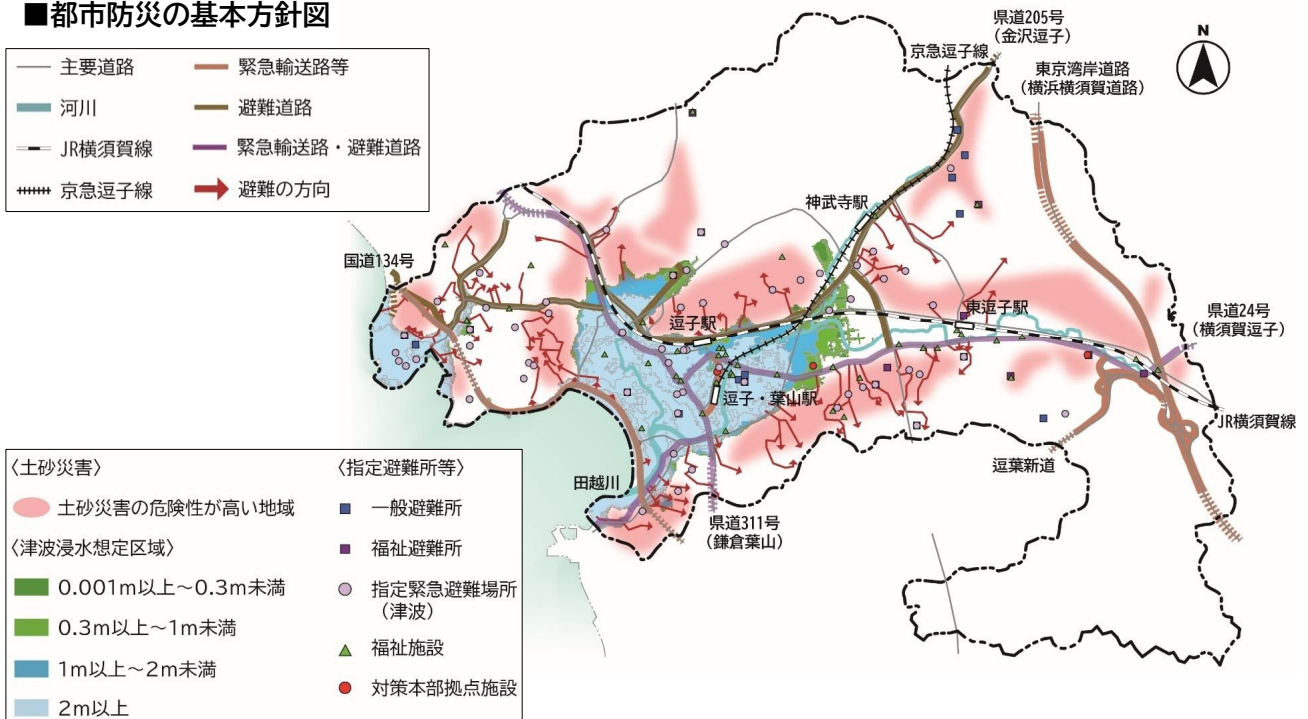 ■都市防災の基本方針図
主要道路
緊急輸送路等
河川
避難道路
JR横須賀線
緊急輸送路・避難道路
京急逗子線
避難の方向
県道205号
(金沢逗子)
京急逗子線
東京湾岸道路
(横浜横須賀道路)
N
神武寺駅
国道134号
東逗子駅
逗子駅
県道24号
(横須賀逗子)
逗子・葉山駅
JR横須賀線
逗葉新道
田越川
県道311号
(鎌倉葉山)
〈土砂災害〉
土砂災害の危険性が高い地域
〈津波浸水想定区域〉
0.001m以上~0.3m未満
0.3m以上~1m未満
1m以上~2m未満
2m以上
〈指定避難所等〉
一般避難所
福祉避難所
指定緊急避難場所
(津波)
福祉施設
対策本部拠点施設